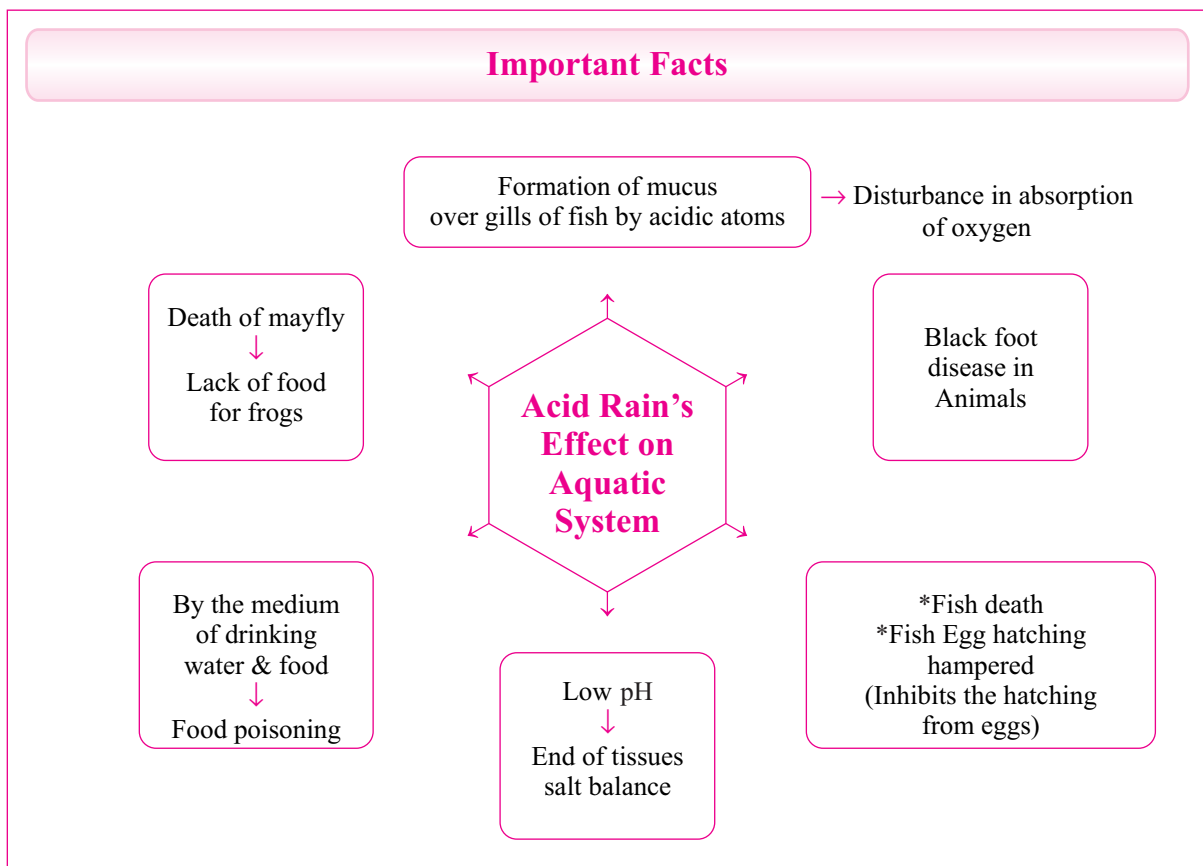 Important Facts
Formation of mucus
over gills of fish by acidic atoms
→ Disturbance in absorption
of oxygen
Death of mayfly
↓
Lack of food
for frogs
Acid Rain’s
Effect on
Aquatic
System
Black foot
disease in
Animals
By the medium
of drinking
water & food
↓
Food poisoning
Low pH
↓
End of tissues
salt balance
*Fish death
*Fish Egg hatching
hampered
(Inhibits the hatching
from eggs)